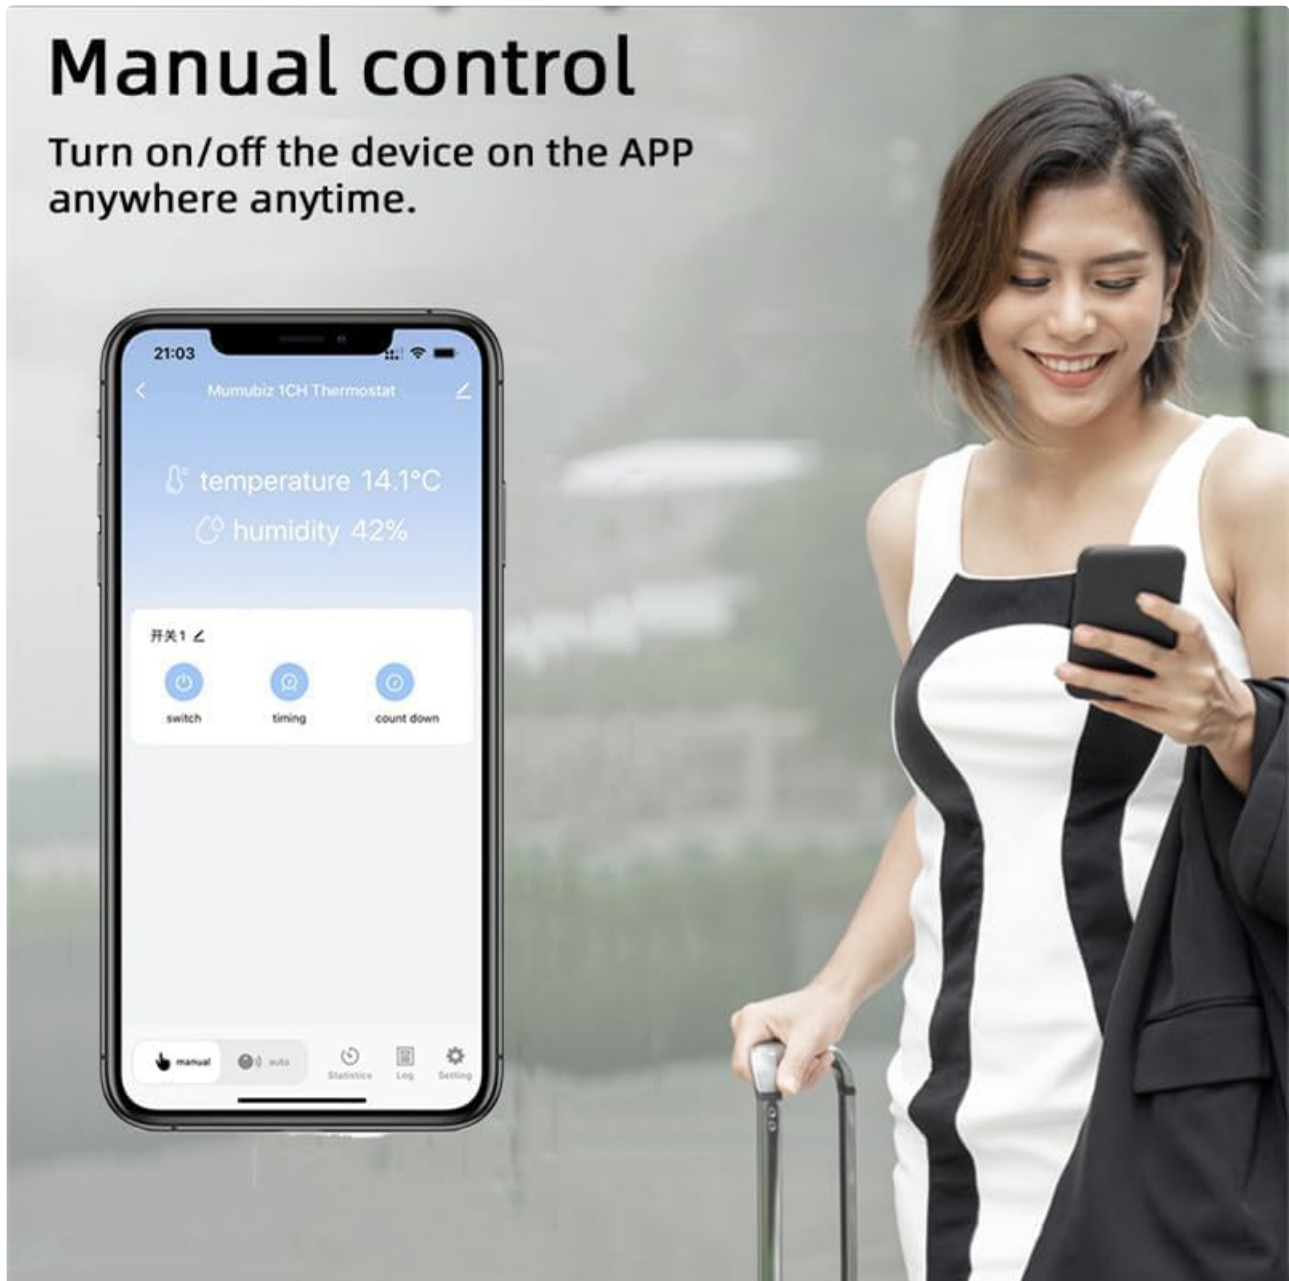 Manual control
Turn on/off the device on the APP
anywhere anytime.
21:03
Mumubiz 1CH Thermostat
temperature 14.1°C
humidity 42%
开关1
switch timing count down
manual auto Statistics Log Setting